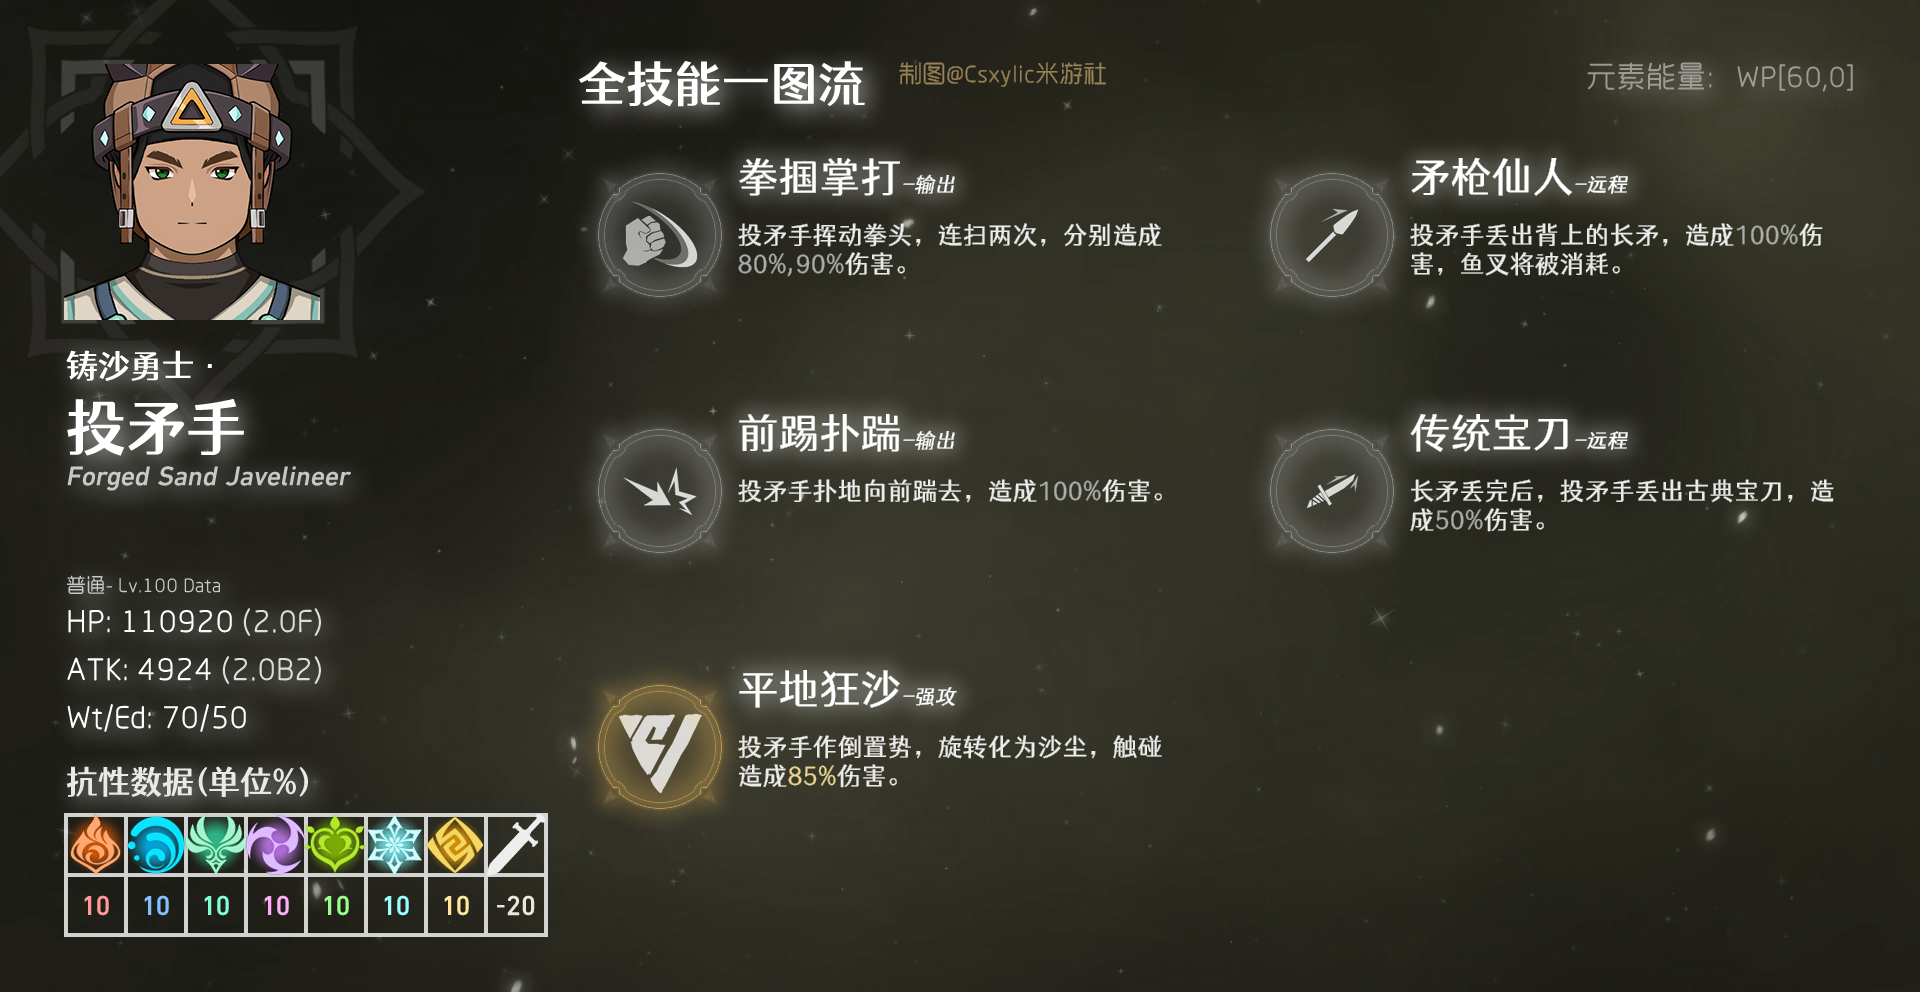 全技能一图流
制图@Csxylic米游社
元素能量: WP[60,0]
铸沙勇士·
投矛手
Forged Sand Javelineer
普通- Lv.100 Data
HP: 110920 (2.0F)
ATK: 4924 (2.0B2)
Wt/Ed: 70/50
抗性数据(单位%)
10 10 10 10 10 10 10 -20
拳掴掌打-输出
投矛手挥动拳头，连扫两次，分别造成
80%,90%伤害。
矛枪仙人-远程
投矛手丢出背上的长矛，造成100%伤
害，鱼叉将被消耗。
前踢扑踹-输出
投矛手扑地向前踹去，造成100%伤害。
传统宝刀-远程
长矛丢完后，投矛手丢出古典宝刀，造
成50%伤害。
平地狂沙-强攻
投矛手作倒置势，旋转化为沙尘，触碰
造成85%伤害。